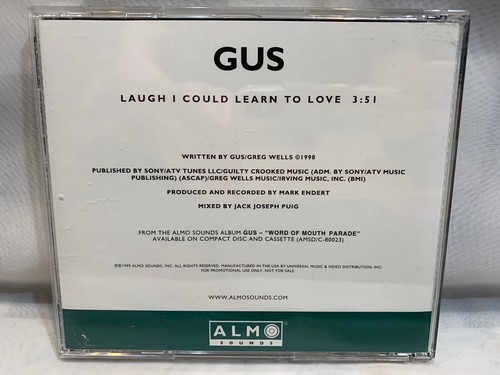 GUS
LAUGH I COULD LEARN TO LOVE 3:51
WRITTEN BY GUS/GREG WELLS ©1998
PUBLISHED BY SONY/ATV TUNES LLC/GUILTY CROOKED MUSIC (ADM. BY SONY/ATV MUSIC
PUBLISHING) (ASCAP)/GREG WELLS MUSIC/IRVING MUSIC, INC. (BMI)
PRODUCED AND RECORDED BY MARK ENDERT
MIXED BY JACK JOSEPH PUIG
FROM THE ALMO SOUNDS ALBUM GUS – "WORD OF MOUTH PARADE"
AVAILABLE ON COMPACT DISC AND CASSETTE (AMSD/C-80023)
℗©1999 ALMO SOUNDS, INC. ALL RIGHTS RESERVED. MANUFACTURED IN THE USA BY UNIVERSAL MUSIC & VIDEO DISTRIBUTION, INC.
FOR PROMOTIONAL USE ONLY. NOT FOR SALE.
WWW.ALMOSOUNDS.COM
ALMO
SOUNDS